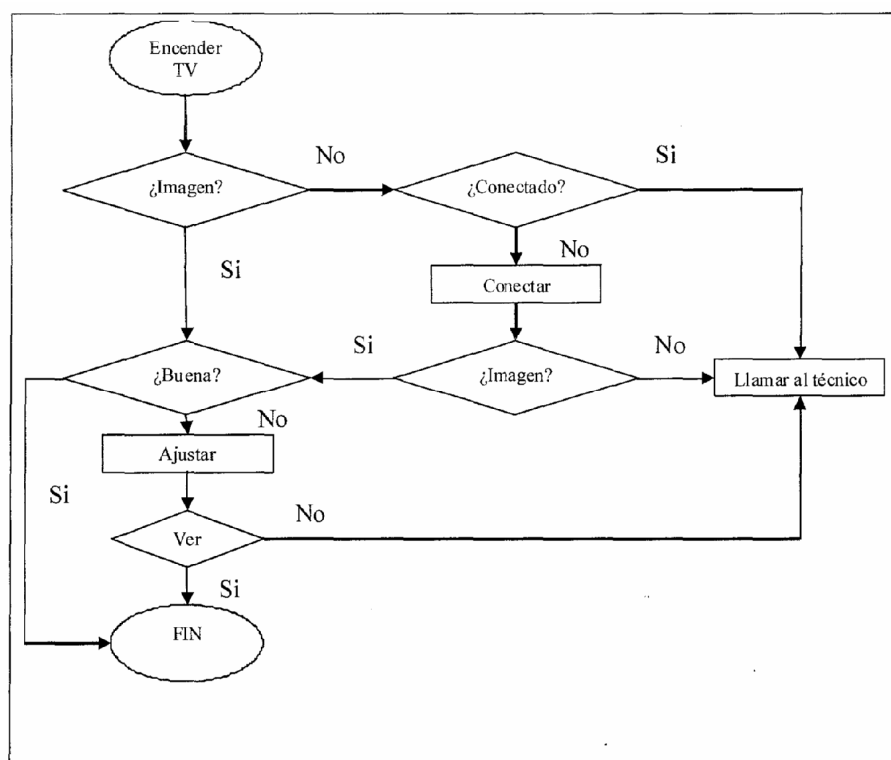 Encender
TV
¿Imagen?
No
¿Conectado?
Si
Si
No
Conectar
¿Buena?
Si
¿Imagen?
No
Llamar al técnico
No
Ajustar
Si
Ver
No
Si
FIN